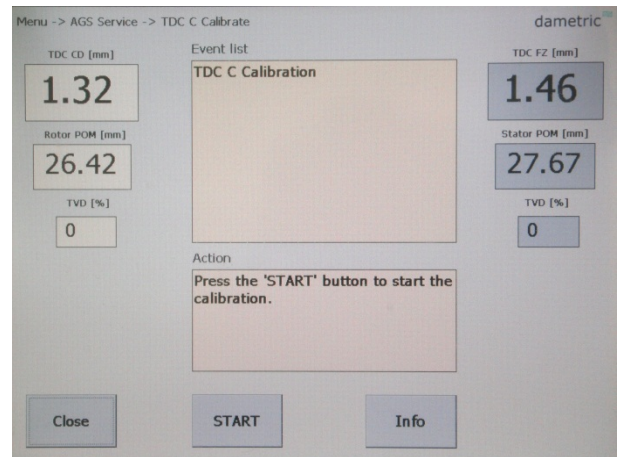 Menu -> AGS Service -> TDC C Calibrate
dametric
TDC CD [mm]
1.32
Rotor POM [mm]
26.42
TVD [%]
0
Event list
TDC C Calibration
Action
Press the 'START' button to start the
calibration.
TDC FZ [mm]
1.46
Stator POM [mm]
27.67
TVD [%]
0
Close
START
Info